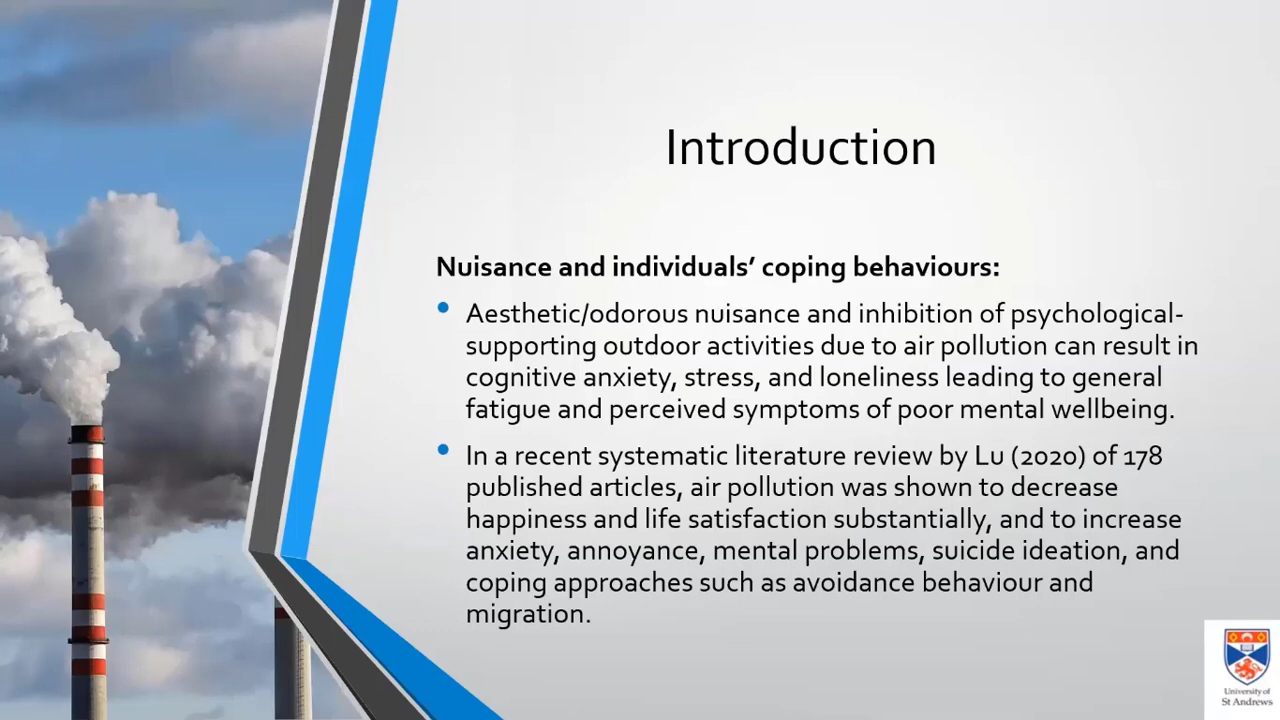 Introduction
Nuisance and individuals’ coping behaviours:
• Aesthetic/odorous nuisance and inhibition of psychological-
supporting outdoor activities due to air pollution can result in
cognitive anxiety, stress, and loneliness leading to general
fatigue and perceived symptoms of poor mental wellbeing.
• In a recent systematic literature review by Lu (2020) of 178
published articles, air pollution was shown to decrease
happiness and life satisfaction substantially, and to increase
anxiety, annoyance, mental problems, suicide ideation, and
coping approaches such as avoidance behaviour and
migration.
University of
St Andrews